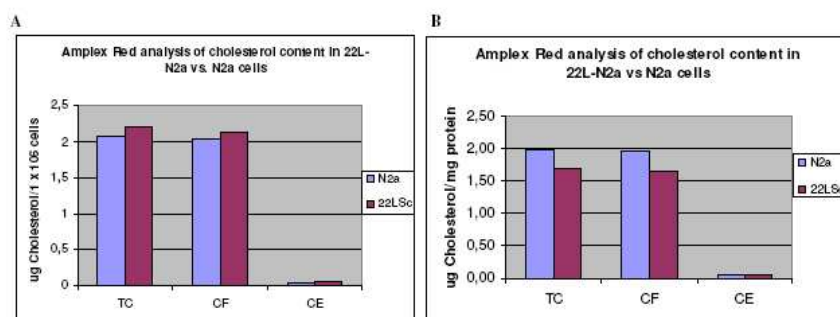 A
Amplex Red analysis of cholesterol content in 22L-
N2a vs. N2a cells
ug Cholesterol/1 x 106 cells
2,5
2
1,5
1
0,5
0
TC CF CE
N2a
22LSc
B
Amplex Red analysis of cholesterol content in
22L-N2a vs N2a cells
ug Cholesterol/mg protein
2,50
2,00
1,50
1,00
0,50
0,00
TC CF CE
N2a
22LSc